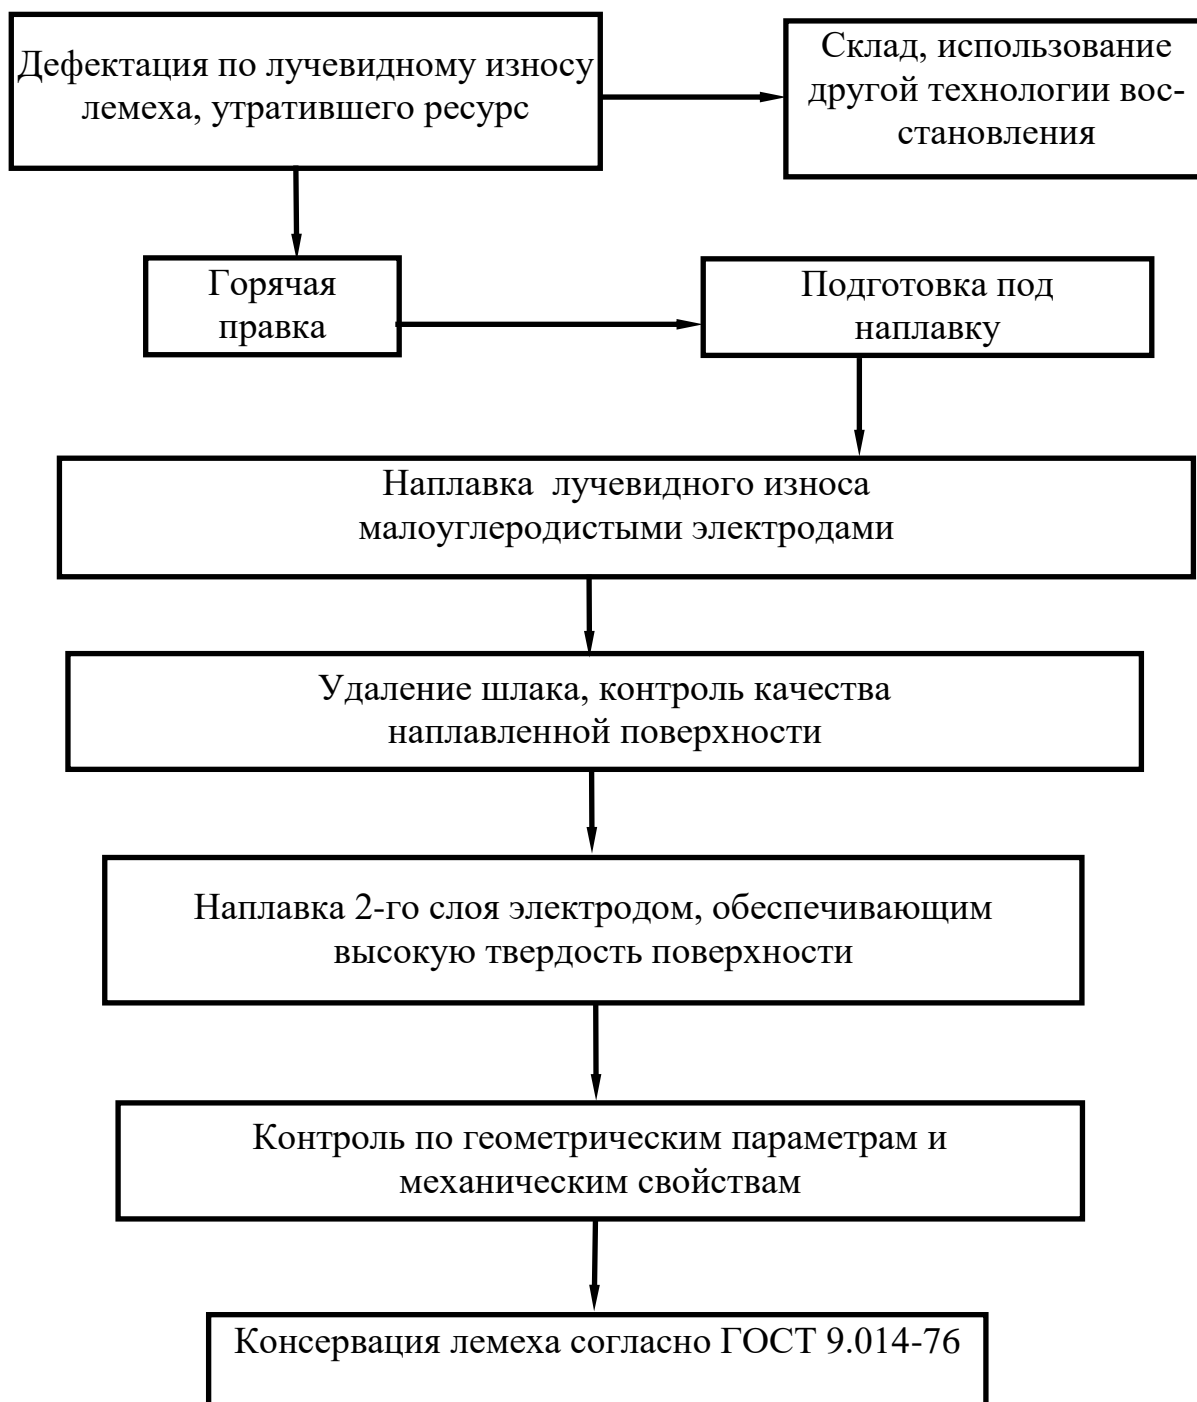 Дефектация по лучевидному износу
лемеха, утратившего ресурс
Склад, использование
другой технологии вос-
становления
Горячая
правка
Подготовка под
наплавку
Наплавка  лучевидного износа
малоуглеродистыми электродами
Удаление шлака, контроль качества
наплавленной поверхности
Наплавка 2-го слоя электродом, обеспечивающим
высокую твердость поверхности
Контроль по геометрическим параметрам и
механическим свойствам
Консервация лемеха согласно ГОСТ 9.014-76